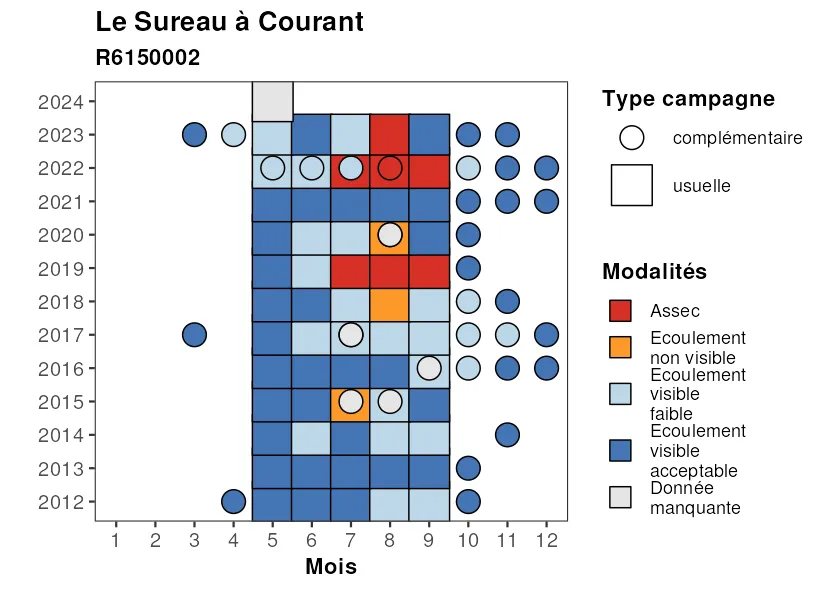 Le Sureau à Courant
R6150002
2024
2023
2022
2021
2020
2019
2018
2017
2016
2015
2014
2013
2012
1 2 3 4 5 6 7 8 9 10 11 12
Mois
Type campagne
complémentaire
usuelle
Modalités
Assec
Ecoulement
non visible
Ecoulement
visible
faible
Ecoulement
visible
acceptable
Donnée
manquante